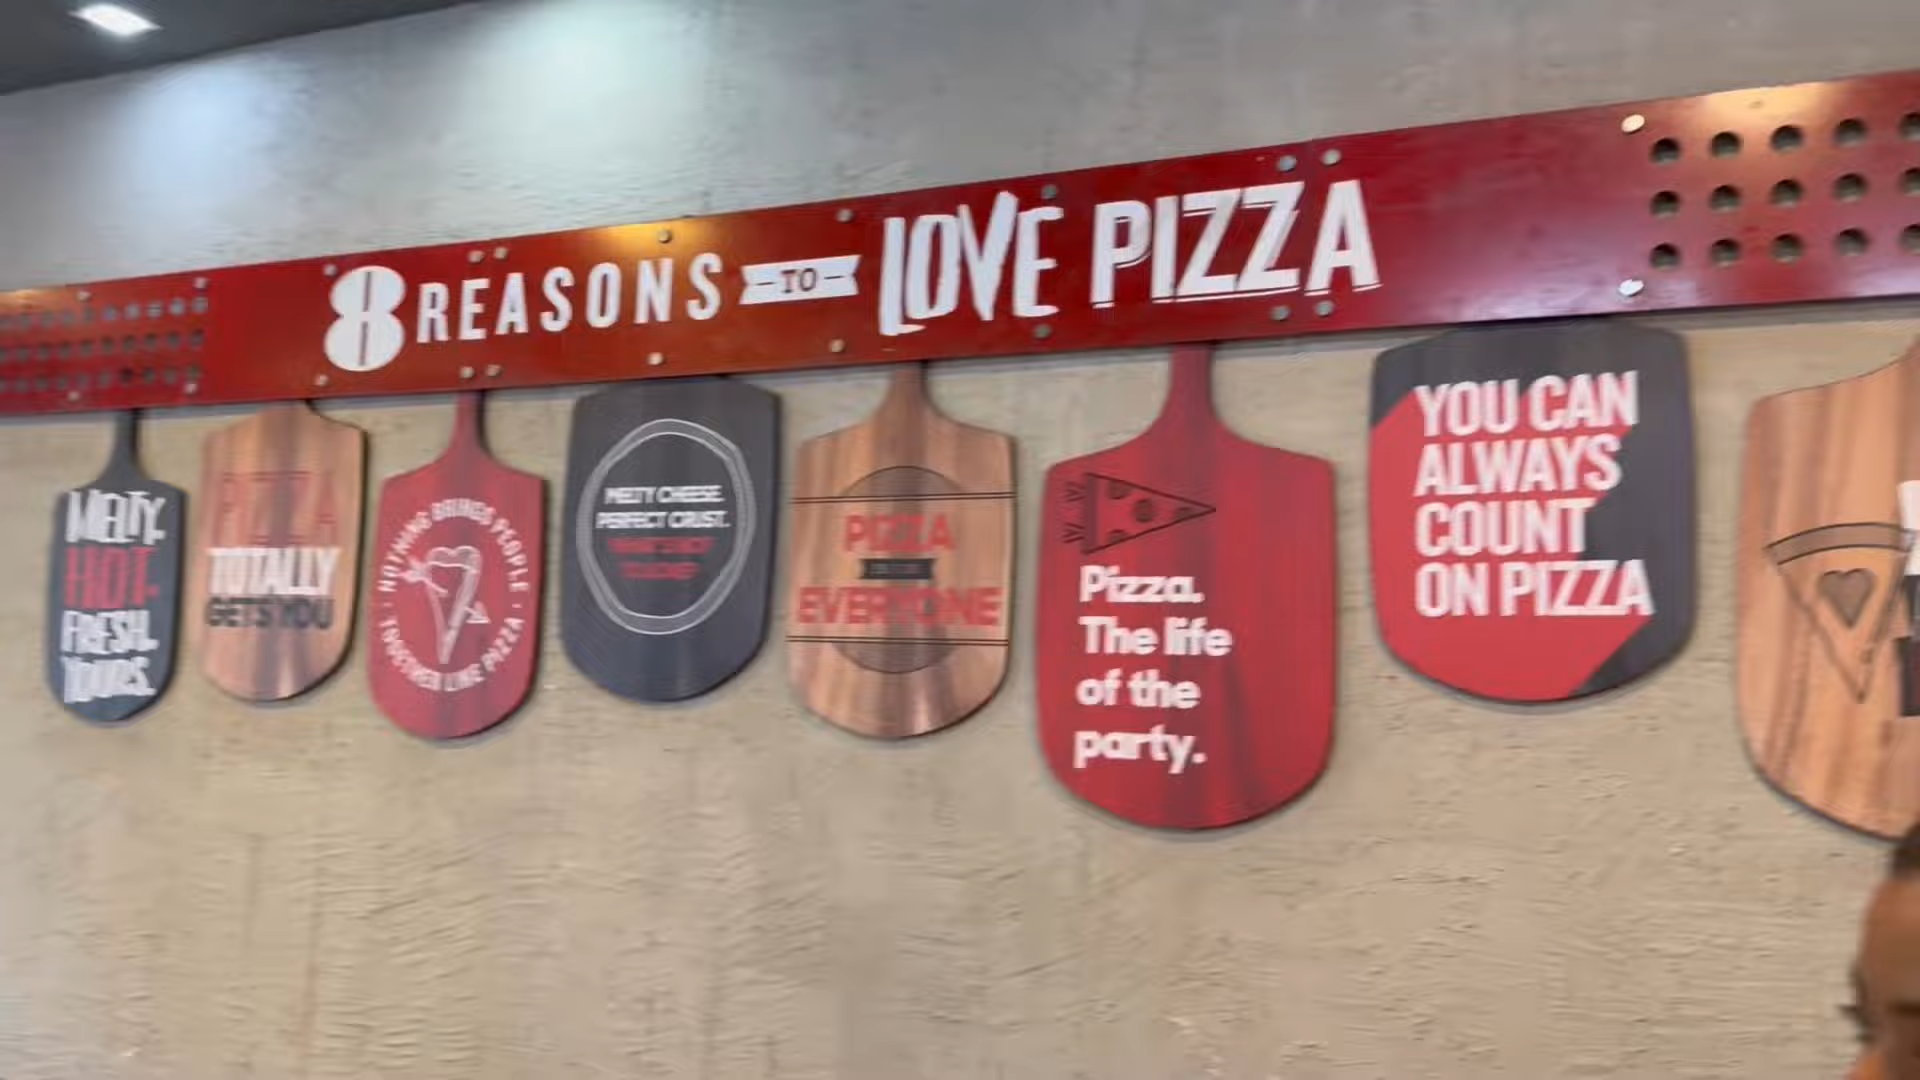 8 REASONS -TO- LOVE PIZZA
MELTY.
HOT.
FRESH.
YOURS.
PIZZA
TOTALLY
GETS YOU
NOTHING BRINGS PEOPLE
TOGETHER LIKE PIZZA
MELTY CHEESE.
PERFECT CRUST.
PIZZA
EVERYONE
Pizza.
The life
of the
party.
YOU CAN
ALWAYS
COUNT
ON PIZZA